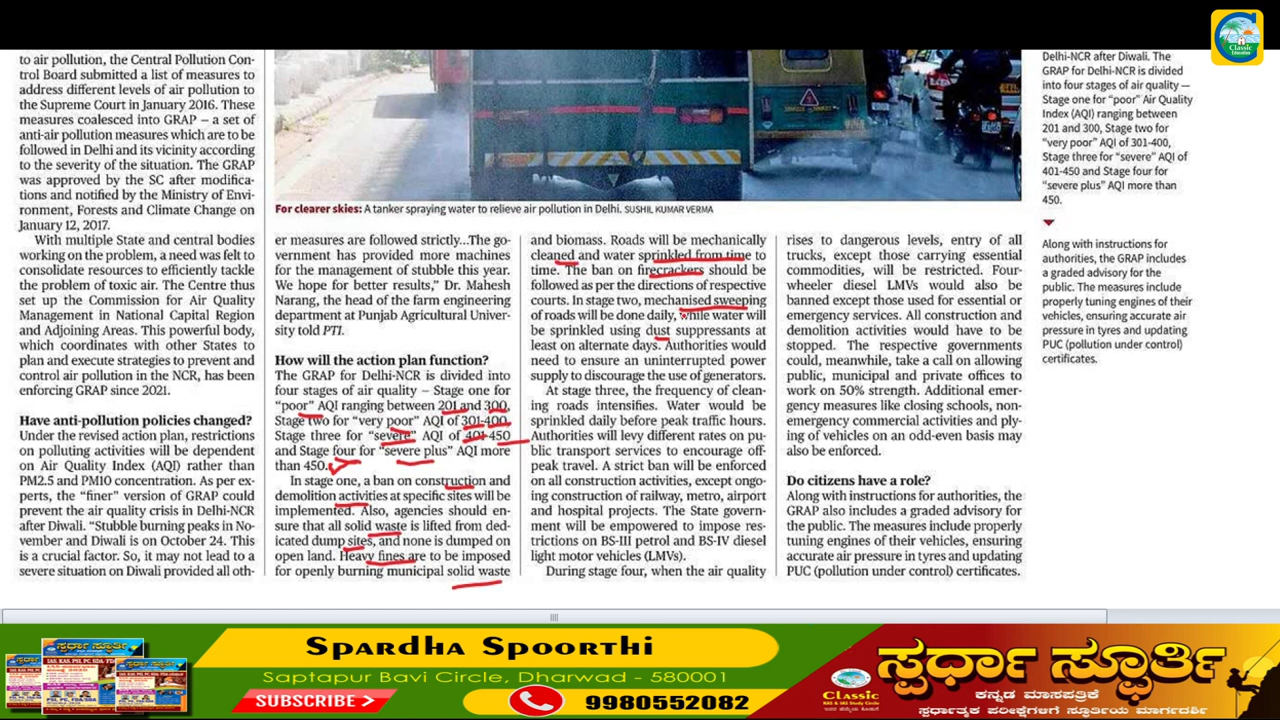 Classic
Education
to air pollution, the Central Pollution Con-
trol Board submitted a list of measures to
address different levels of air pollution to
the Supreme Court in January 2016. These
measures coalesced into GRAP – a set of
anti-air pollution measures which are to be
followed in Delhi and its vicinity according
to the severity of the situation. The GRAP
was approved by the SC after modifica-
tions and notified by the Ministry of Envi-
ronment, Forests and Climate Change on
January 12, 2017.
With multiple State and central bodies
working on the problem, a need was felt to
consolidate resources to efficiently tackle
the problem of toxic air. The Centre thus
set up the Commission for Air Quality
Management in National Capital Region
and Adjoining Areas. This powerful body,
which coordinates with other States to
plan and execute strategies to prevent and
control air pollution in the NCR, has been
enforcing GRAP since 2021.
Have anti-pollution policies changed?
Under the revised action plan, restrictions
on polluting activities will be dependent
on Air Quality Index (AQI) rather than
PM2.5 and PM10 concentration. As per ex-
perts, the “finer” version of GRAP could
prevent the air quality crisis in Delhi-NCR
after Diwali. “Stubble burning peaks in No-
vember and Diwali is on October 24. This
is a crucial factor. So, it may not lead to a
severe situation on Diwali provided all oth-
For clearer skies: A tanker spraying water to relieve air pollution in Delhi. SUSHIL KUMAR VERMA
er measures are followed strictly...The go-
vernment has provided more machines
for the management of stubble this year.
We hope for better results,” Dr. Mahesh
Narang, the head of the farm engineering
department at Punjab Agricultural Univer-
sity told PTI.
How will the action plan function?
The GRAP for Delhi-NCR is divided into
four stages of air quality – Stage one for
“poor” AQI ranging between 201 and 300,
Stage two for “very poor” AQI of 301-400,
Stage three for “severe” AQI of 401-450
and Stage four for “severe plus” AQI more
than 450.
In stage one, a ban on construction and
demolition activities at specific sites will be
implemented. Also, agencies should en-
sure that all solid waste is lifted from ded-
icated dump sites, and none is dumped on
open land. Heavy fines are to be imposed
for openly burning municipal solid waste
and biomass. Roads will be mechanically
cleaned and water sprinkled from time to
time. The ban on firecrackers should be
followed as per the directions of respective
courts. In stage two, mechanised sweeping
of roads will be done daily, while water will
be sprinkled using dust suppressants at
least on alternate days. Authorities would
need to ensure an uninterrupted power
supply to discourage the use of generators.
At stage three, the frequency of clean-
ing roads intensifies. Water would be
sprinkled daily before peak traffic hours.
Authorities will levy different rates on pu-
blic transport services to encourage off-
peak travel. A strict ban will be enforced
on all construction activities, except ongo-
ing construction of railway, metro, airport
and hospital projects. The State govern-
ment will be empowered to impose res-
trictions on BS-III petrol and BS-IV diesel
light motor vehicles (LMVs).
During stage four, when the air quality
rises to dangerous levels, entry of all
trucks, except those carrying essential
commodities, will be restricted. Four-
wheeler diesel LMVs would also be
banned except those used for essential or
emergency services. All construction and
demolition activities would have to be
stopped. The respective governments
could, meanwhile, take a call on allowing
public, municipal and private offices to
work on 50% strength. Additional emer-
gency measures like closing schools, non-
emergency commercial activities and ply-
ing of vehicles on an odd-even basis may
also be enforced.
Do citizens have a role?
Along with instructions for authorities, the
GRAP also includes a graded advisory for
the public. The measures include properly
tuning engines of their vehicles, ensuring
accurate air pressure in tyres and updating
PUC (pollution under control) certificates.
Delhi-NCR after Diwali. The
GRAP for Delhi-NCR is divided
into four stages of air quality —
Stage one for “poor” Air Quality
Index (AQI) ranging between
201 and 300, Stage two for
“very poor” AQI of 301-400,
Stage three for “severe” AQI of
401-450 and Stage four for
“severe plus” AQI more than
450.
Along with instructions for
authorities, the GRAP includes
a graded advisory for the
public. The measures include
properly tuning engines of their
vehicles, ensuring accurate air
pressure in tyres and updating
PUC (pollution under control)
certificates.
Spardha Spoorthi
Saptapur Bavi Circle, Dharwad - 580001
SUBSCRIBE
9980552082
ಸ್ಪರ್ಧಾ ಸ್ಫೂರ್ತಿ
ಕನ್ನಡ ಮಾಸಪತ್ರಿಕೆ
ಸ್ಪರ್ಧಾತ್ಮಕ ಪರೀಕ್ಷೆಗಳಿಗೆ ಸ್ಫೂರ್ತಿಯ ಮಾರ್ಗದರ್ಶಿ
Classic
KAS & IAS Study Circle